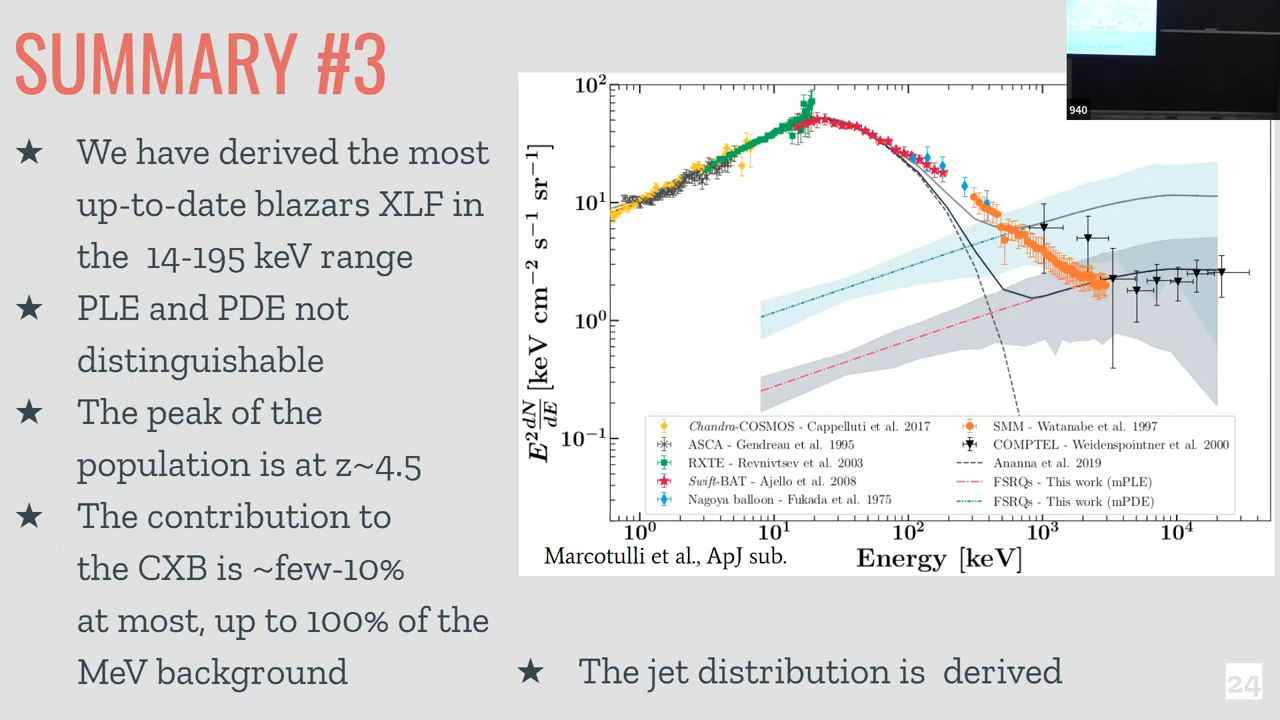 SUMMARY #3
★ We have derived the most
up-to-date blazars XLF in
the 14-195 keV range
★ PLE and PDE not
distinguishable
★ The peak of the
population is at z~4.5
★ The contribution to
the CXB is ~few-10%
at most, up to 100% of the
MeV background
940
10²
10¹
10⁰
10⁻¹
E² dN/dE [keV cm⁻² s⁻¹ sr⁻¹]
Chandra-COSMOS - Cappelluti et al. 2017
ASCA - Gendreau et al. 1995
RXTE - Revnivtsev et al. 2003
Swift-BAT - Ajello et al. 2008
Nagoya balloon - Fukada et al. 1975
SMM - Watanabe et al. 1997
COMPTEL - Weidenspointner et al. 2000
Ananna et al. 2019
FSRQs - This work (mPLE)
FSRQs - This work (mPDE)
10⁰ 10¹ 10² 10³ 10⁴
Energy [keV]
Marcotulli et al., ApJ sub.
★ The jet distribution is derived
24